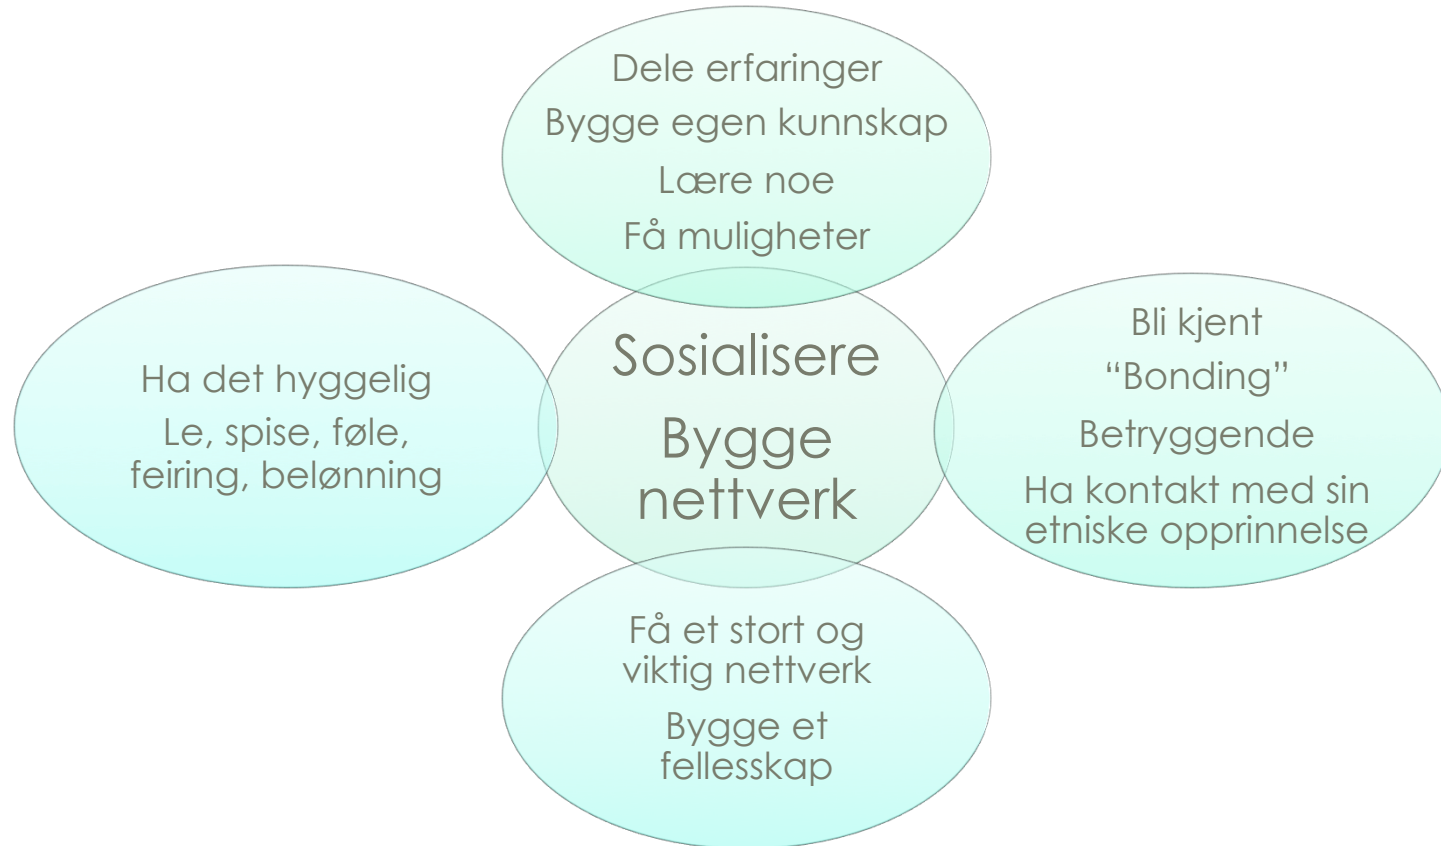 Dele erfaringer
Bygge egen kunnskap
Lære noe
Få muligheter
Ha det hyggelig
Le, spise, føle,
feiring, belønning
Sosialisere
Bygge
nettverk
Bli kjent
“Bonding”
Betryggende
Ha kontakt med sin
etniske opprinnelse
Få et stort og
viktig nettverk
Bygge et
fellesskap